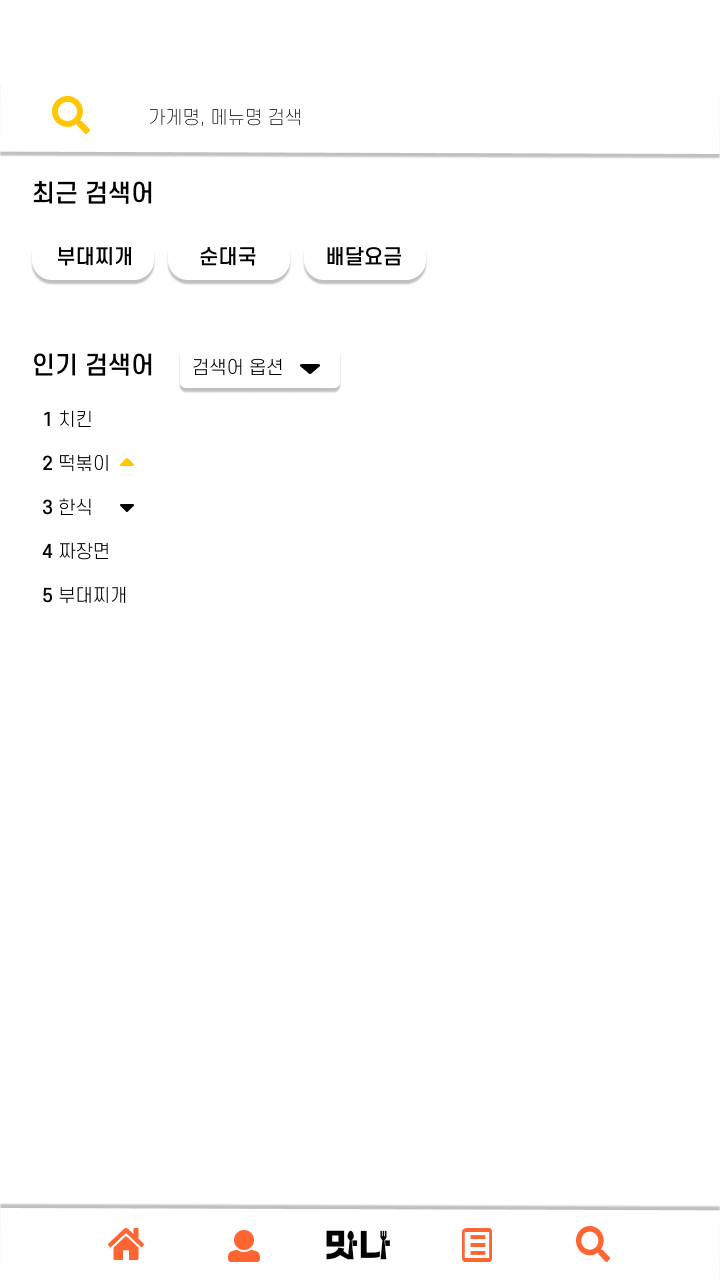 가게명, 메뉴명 검색
최근 검색어
부대찌개 순대국 배달요금
인기 검색어 검색어 옵션
1 치킨
2 떡볶이
3 한식
4 짜장면
5 부대찌개
맛나